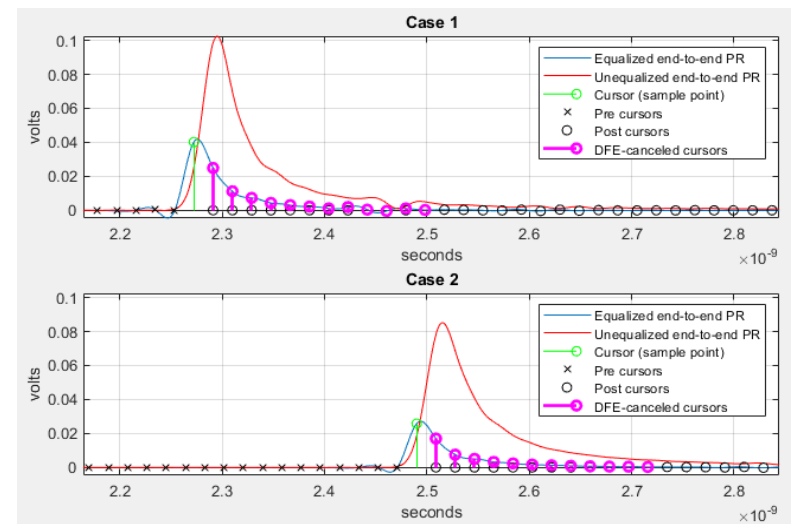 Case 1
0.1
0.08
0.06
0.04
0.02
0
volts
Equalized end-to-end PR
Unequalized end-to-end PR
Cursor (sample point)
Pre cursors
Post cursors
DFE-canceled cursors
2.2 2.3 2.4 2.5 2.6 2.7 2.8
seconds
×10-9
Case 2
0.1
0.08
0.06
0.04
0.02
0
volts
Equalized end-to-end PR
Unequalized end-to-end PR
Cursor (sample point)
Pre cursors
Post cursors
DFE-canceled cursors
2.2 2.3 2.4 2.5 2.6 2.7 2.8
seconds
×10-9